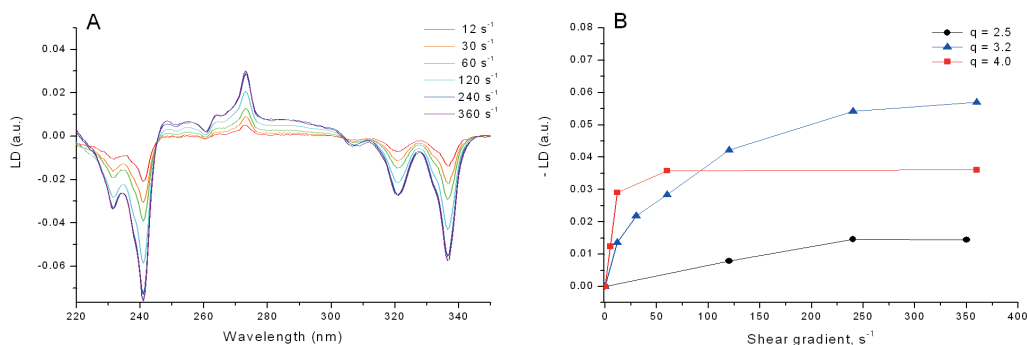 A
12 s⁻¹
30 s⁻¹
60 s⁻¹
120 s⁻¹
240 s⁻¹
360 s⁻¹
LD (a.u.)
0.04
0.02
0.00
-0.02
-0.04
-0.06
220
240
260
280
300
320
340
Wavelength (nm)
B
q = 2.5
q = 3.2
q = 4.0
- LD (a.u.)
0.08
0.07
0.06
0.05
0.04
0.03
0.02
0.01
0.00
0
50
100
150
200
250
300
350
400
Shear gradient, s⁻¹